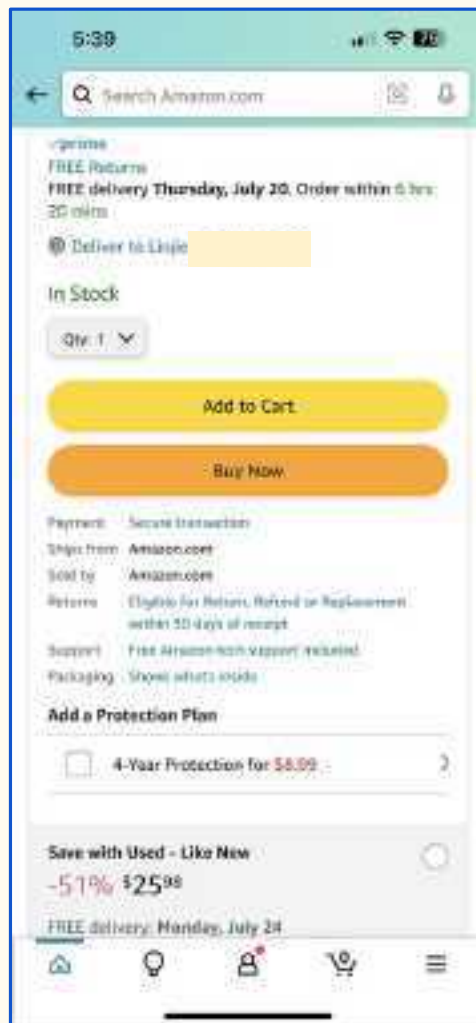 5:39
Search Amazon.com
prime
FREE Returns
FREE delivery Thursday, July 20. Order within 6 hrs
20 mins
Deliver to Linjie
In Stock
Qty: 1
Add to Cart
Buy Now
Payment Secure transaction
Ships from Amazon.com
Sold by Amazon.com
Returns Eligible for Return, Refund or Replacement
within 30 days of receipt
Support Free Amazon tech support included
Packaging Shows what's inside
Add a Protection Plan
4-Year Protection for $8.99
Save with Used - Like New
-51% $2598
FREE delivery: Monday, July 24
0